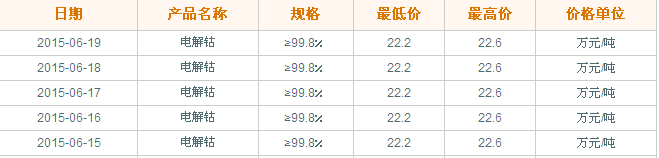 日期 产品名称 规格 最低价 最高价 价格单位
2015-06-19 电解钴 ≥99.8% 22.2 22.6 万元/吨
2015-06-18 电解钴 ≥99.8% 22.2 22.6 万元/吨
2015-06-17 电解钴 ≥99.8% 22.2 22.6 万元/吨
2015-06-16 电解钴 ≥99.8% 22.2 22.6 万元/吨
2015-06-15 电解钴 ≥99.8% 22.2 22.6 万元/吨